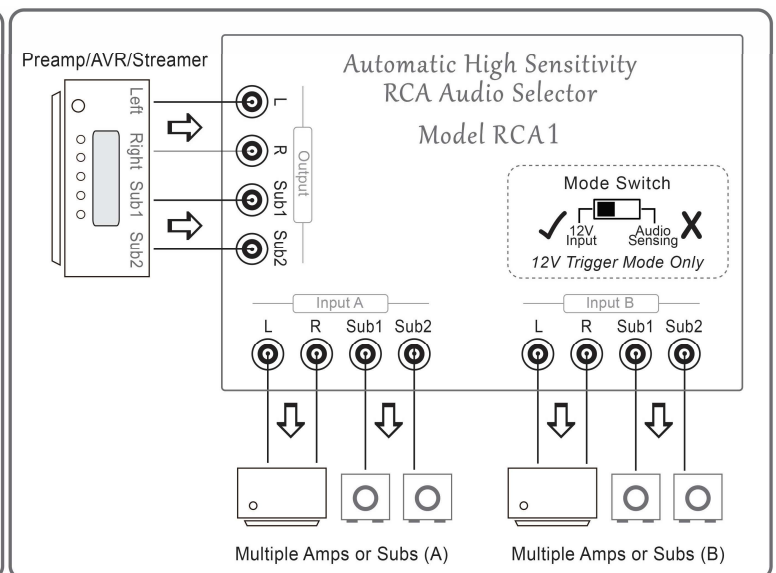 Preamp/AVR/Streamer
Automatic High Sensitivity
RCA Audio Selector
Model RCA1
Left
Right
Sub1
Sub2
L
R
Sub1
Sub2
Output
Mode Switch
12V
Input
Audio
Sensing
12V Trigger Mode Only
Input A
L R Sub1 Sub2
Input B
L R Sub1 Sub2
Multiple Amps or Subs (A)
Multiple Amps or Subs (B)